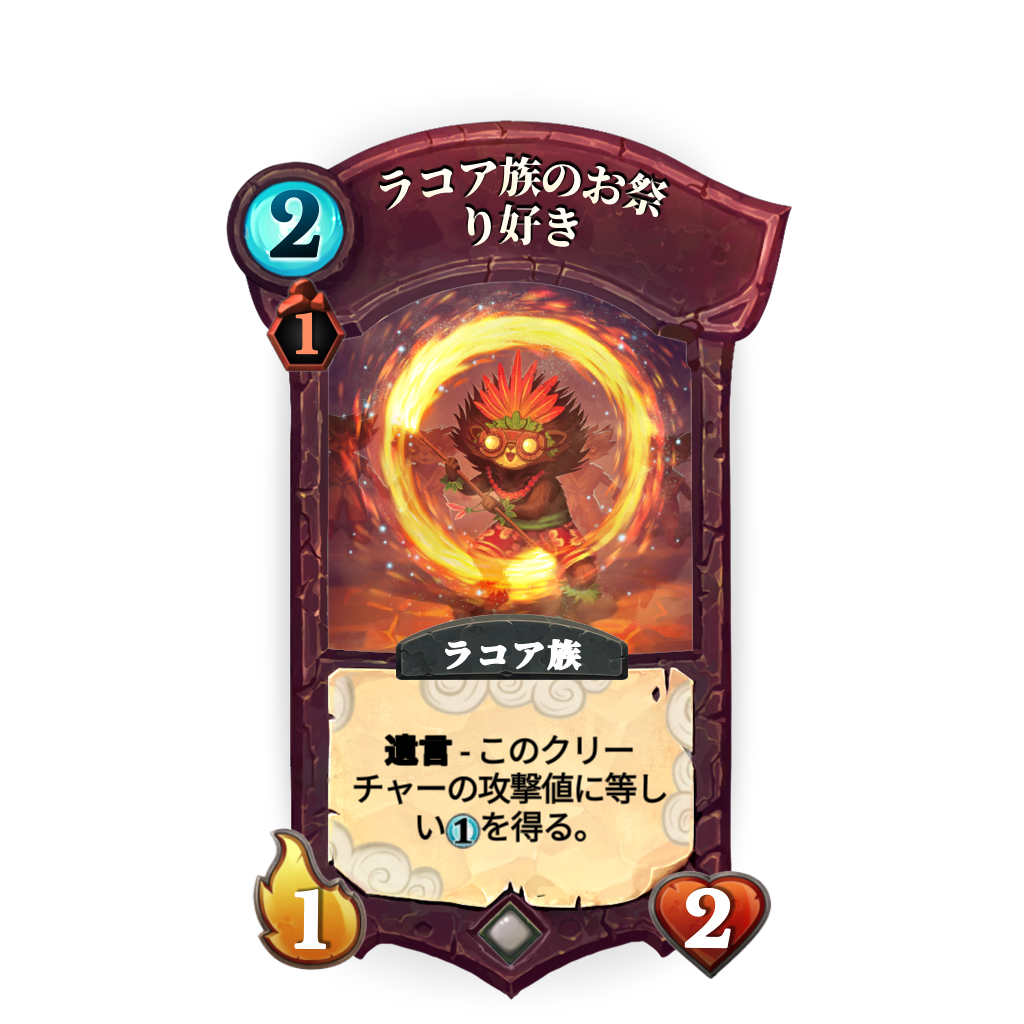 2
ラコア族のお祭
り好き
1
ラコア族
遺言 - このクリー
チャーの攻撃値に等し
い1を得る。
1
2